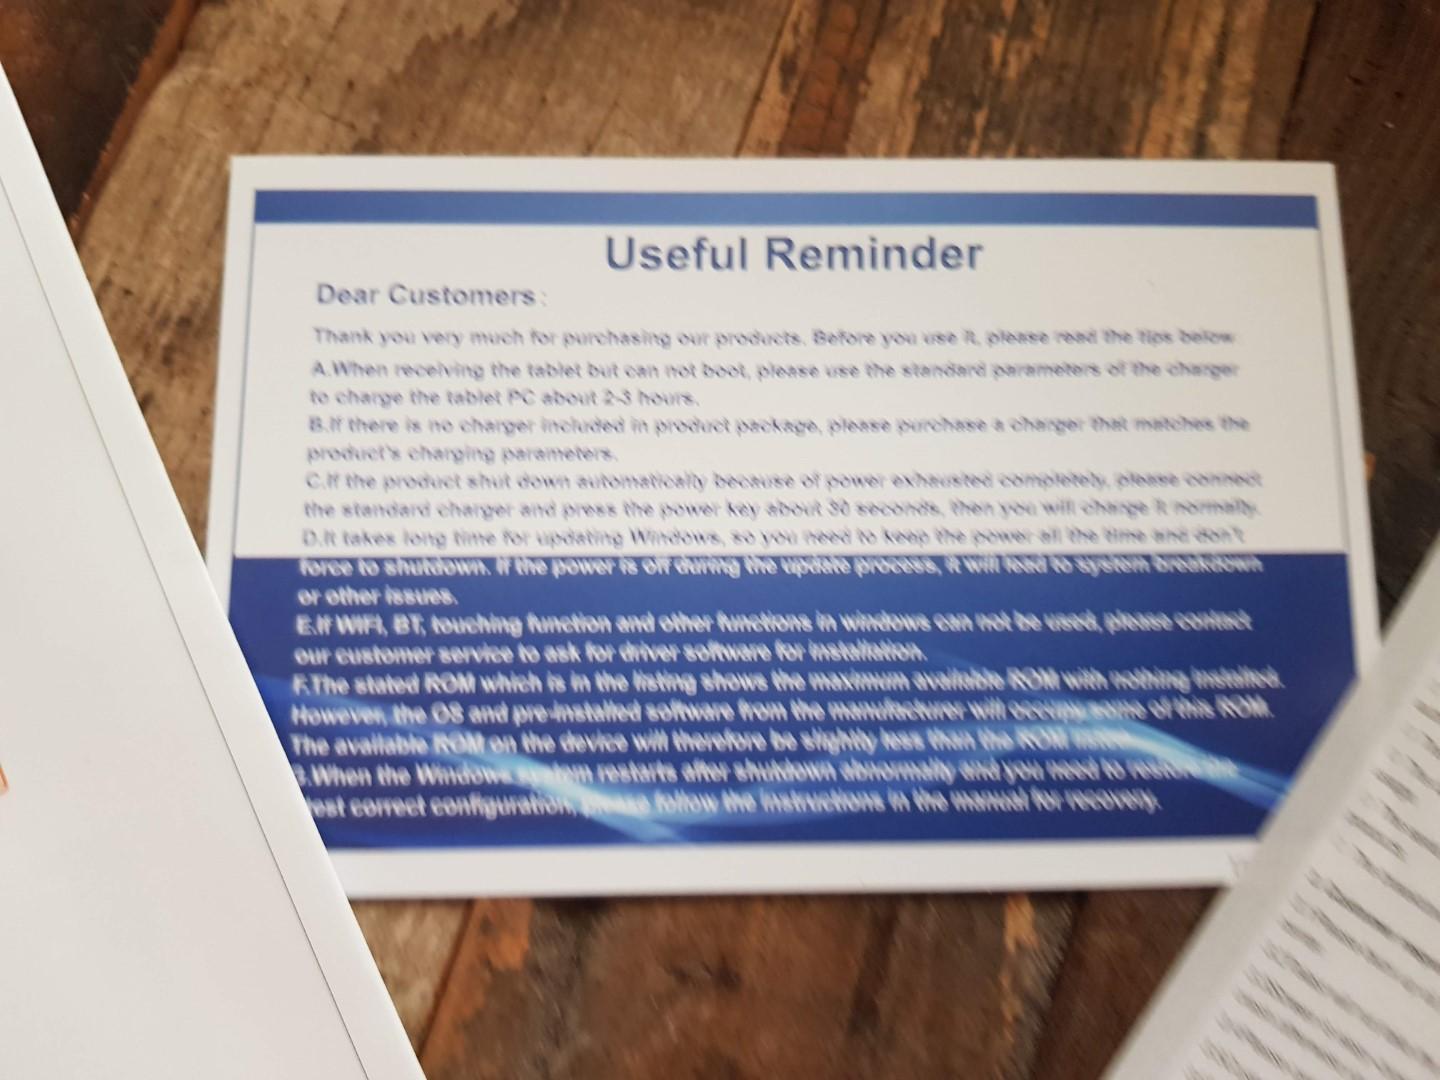 Useful Reminder
Dear Customers:
Thank you very much for purchasing our products. Before you use it, please read the tips below
A.When receiving the tablet but can not boot, please use the standard parameters of the charger
to charge the tablet PC about 2-3 hours.
B.If there is no charger included in product package, please purchase a charger that matches the
product's charging parameters.
C.If the product shut down automatically because of power exhausted completely, please connect
the standard charger and press the power key about 30 seconds, then you will charge it normally.
D.It takes long time for updating Windows, so you need to keep the power all the time and don't
force to shutdown. If the power is off during the update process, it will lead to system breakdown
or other issues.
E.If WIFI, BT, touching function and other functions in windows can not be used, please contact
our customer service to ask for driver software for installation.
F.The stated ROM which is in the listing shows the maximum available ROM with nothing installed.
However, the OS and pre-installed software from the manufacturer will occupy some of this ROM.
The available ROM on the device will therefore be slightly less than the ROM
.When the Windows system restarts after shutdown abnormally and you need to restore the
correct configuration, please follow the instructions in the manual for recovery.